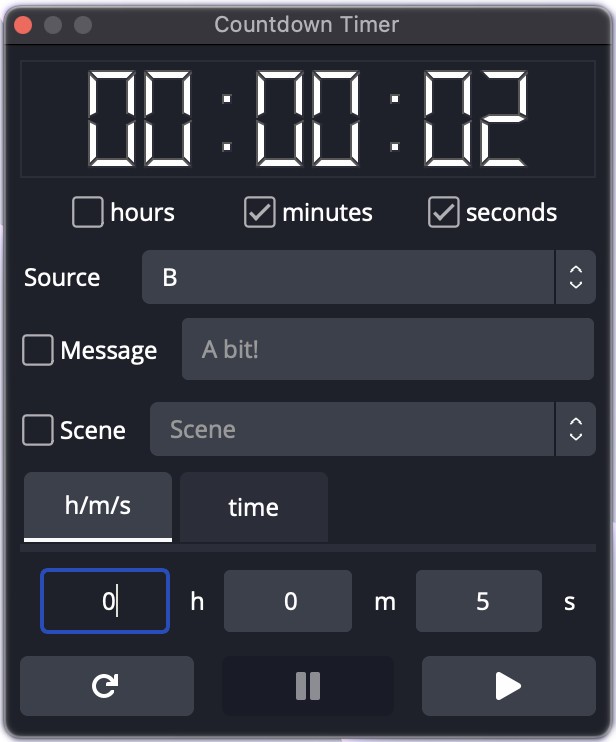 Countdown Timer
00:00:02
hours minutes seconds
Source B
Message A bit!
Scene Scene
h/m/s time
0 h 0 m 5 s